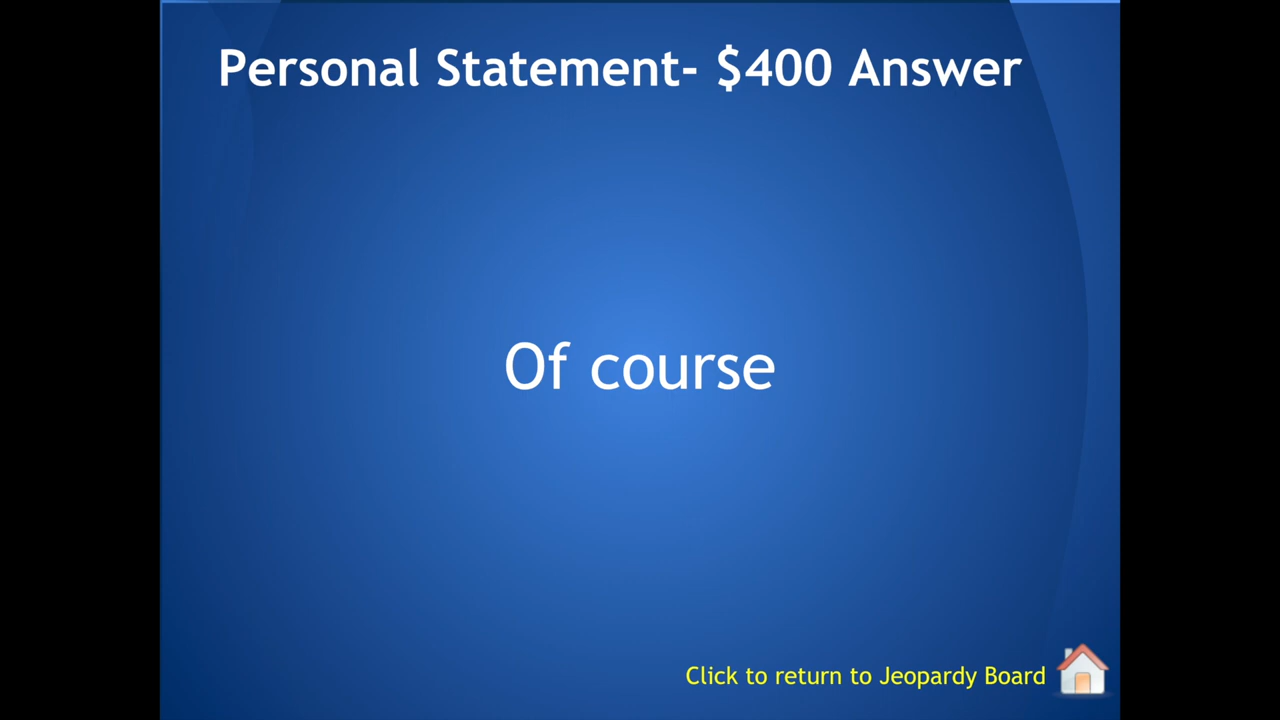 Personal Statement- $400 Answer
Of course
Click to return to Jeopardy Board